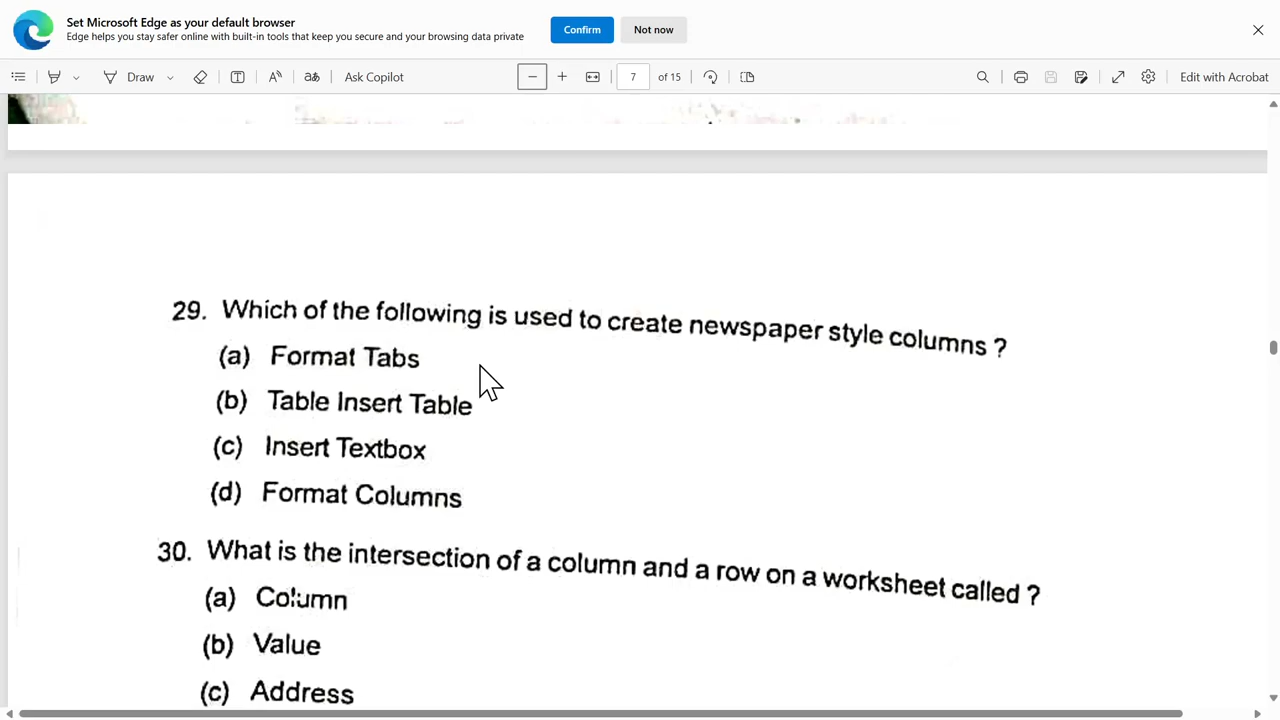 Set Microsoft Edge as your default browser
Edge helps you stay safer online with built-in tools that keep you secure and your browsing data private
Confirm
Not now
Draw
aあ
Ask Copilot
7
of 15
Edit with Acrobat
29. Which of the following is used to create newspaper style columns ?
(a) Format Tabs
(b) Table Insert Table
(c) Insert Textbox
(d) Format Columns
30. What is the intersection of a column and a row on a worksheet called ?
(a) Column
(b) Value
(c) Address